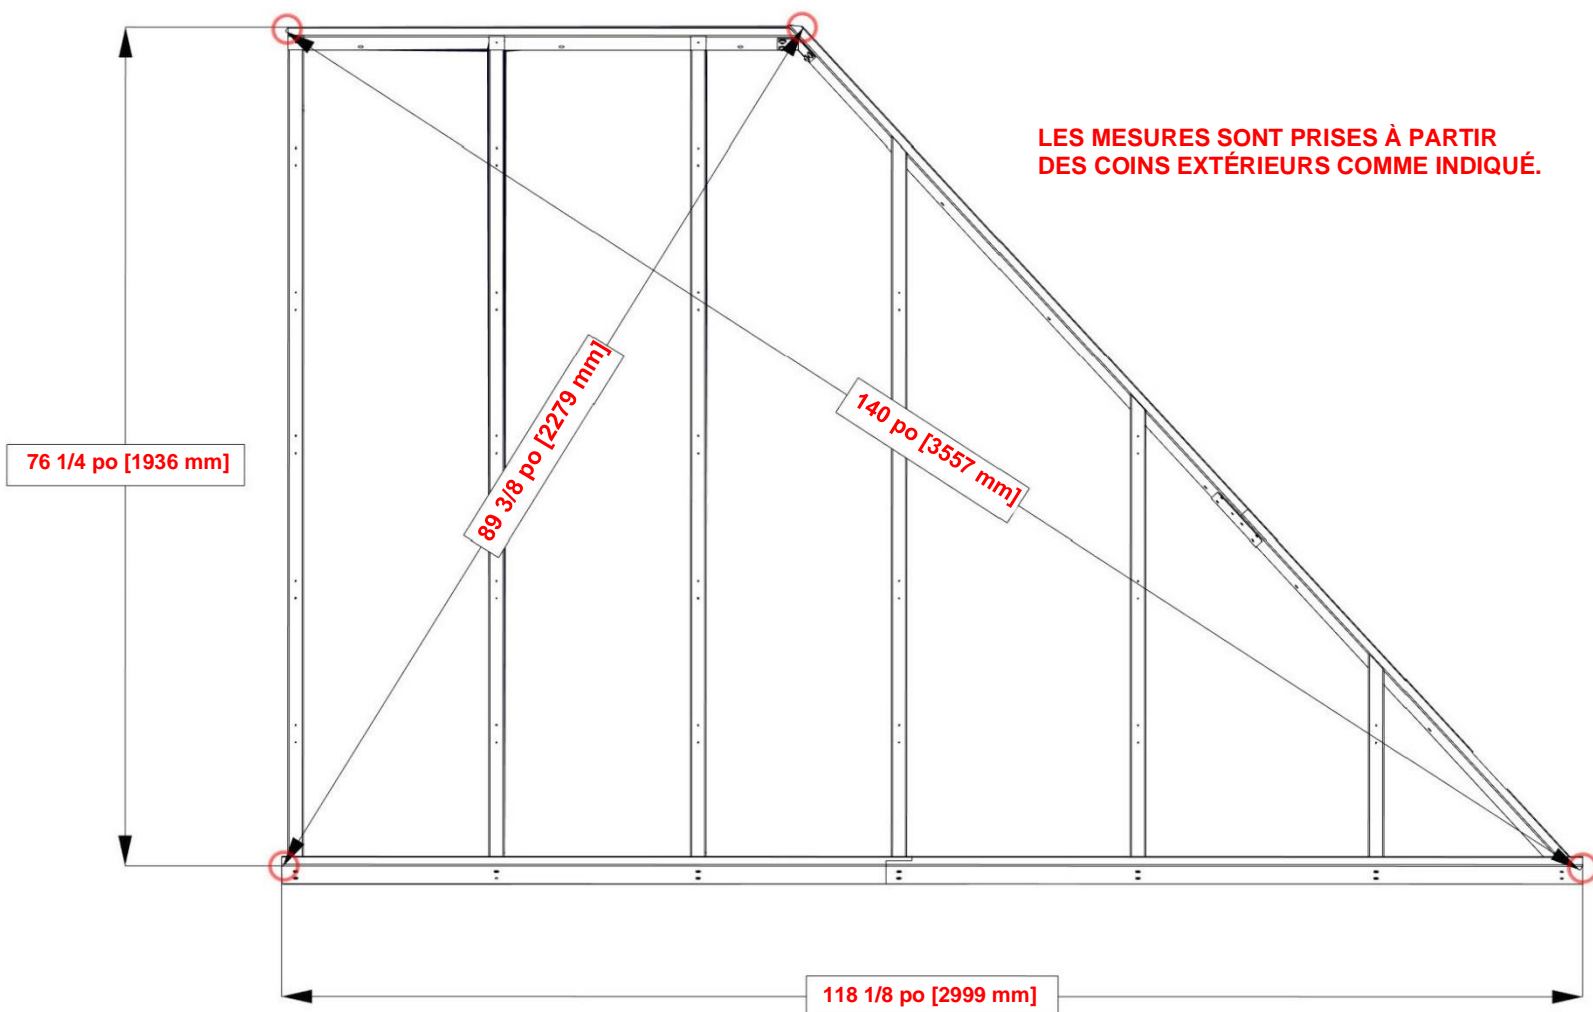 LES MESURES SONT PRISES À PARTIR
DES COINS EXTÉRIEURS COMME INDIQUÉ.
89 3/8 po [2279 mm]
140 po [3557 mm]
76 1/4 po [1936 mm]
118 1/8 po [2999 mm]